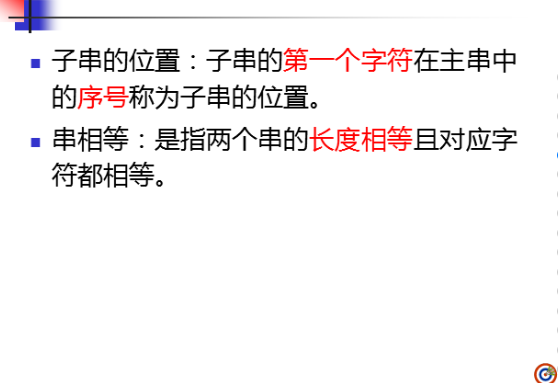 子串的位置：子串的第一个字符在主串中
的序号称为子串的位置。
串相等：是指两个串的长度相等且对应字
符都相等。